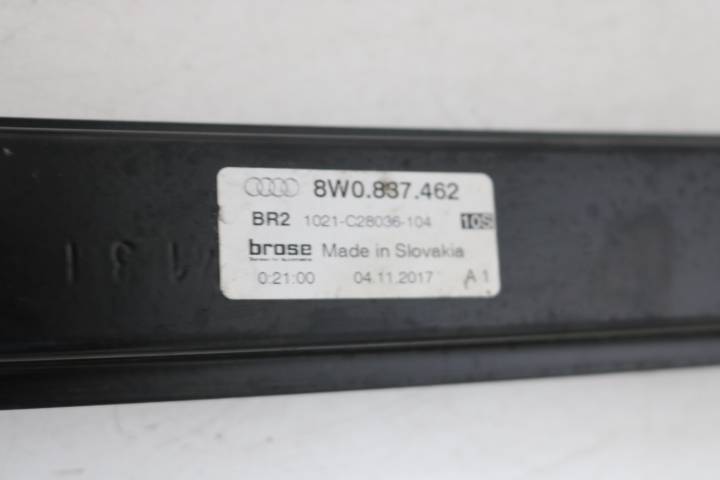 8W0.837.462
BR2 1021-C28036-104 10S
brose Made in Slovakia
0:21:00 04.11.2017 A1
131